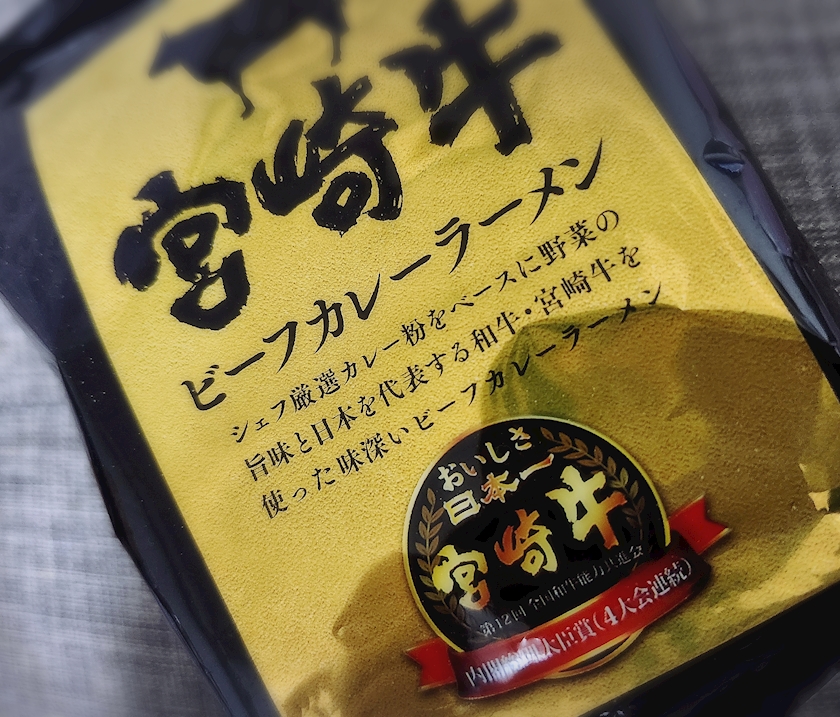 宮崎牛
ビーフカレーラーメン
シェフ厳選カレー粉をベースに野菜の
旨味と日本を代表する和牛・宮崎牛を
使った味深いビーフカレーラーメン
おいしさ
日本一
宮崎牛
第12回 全国和牛能力共進会
内閣総理大臣賞(4大会連続)